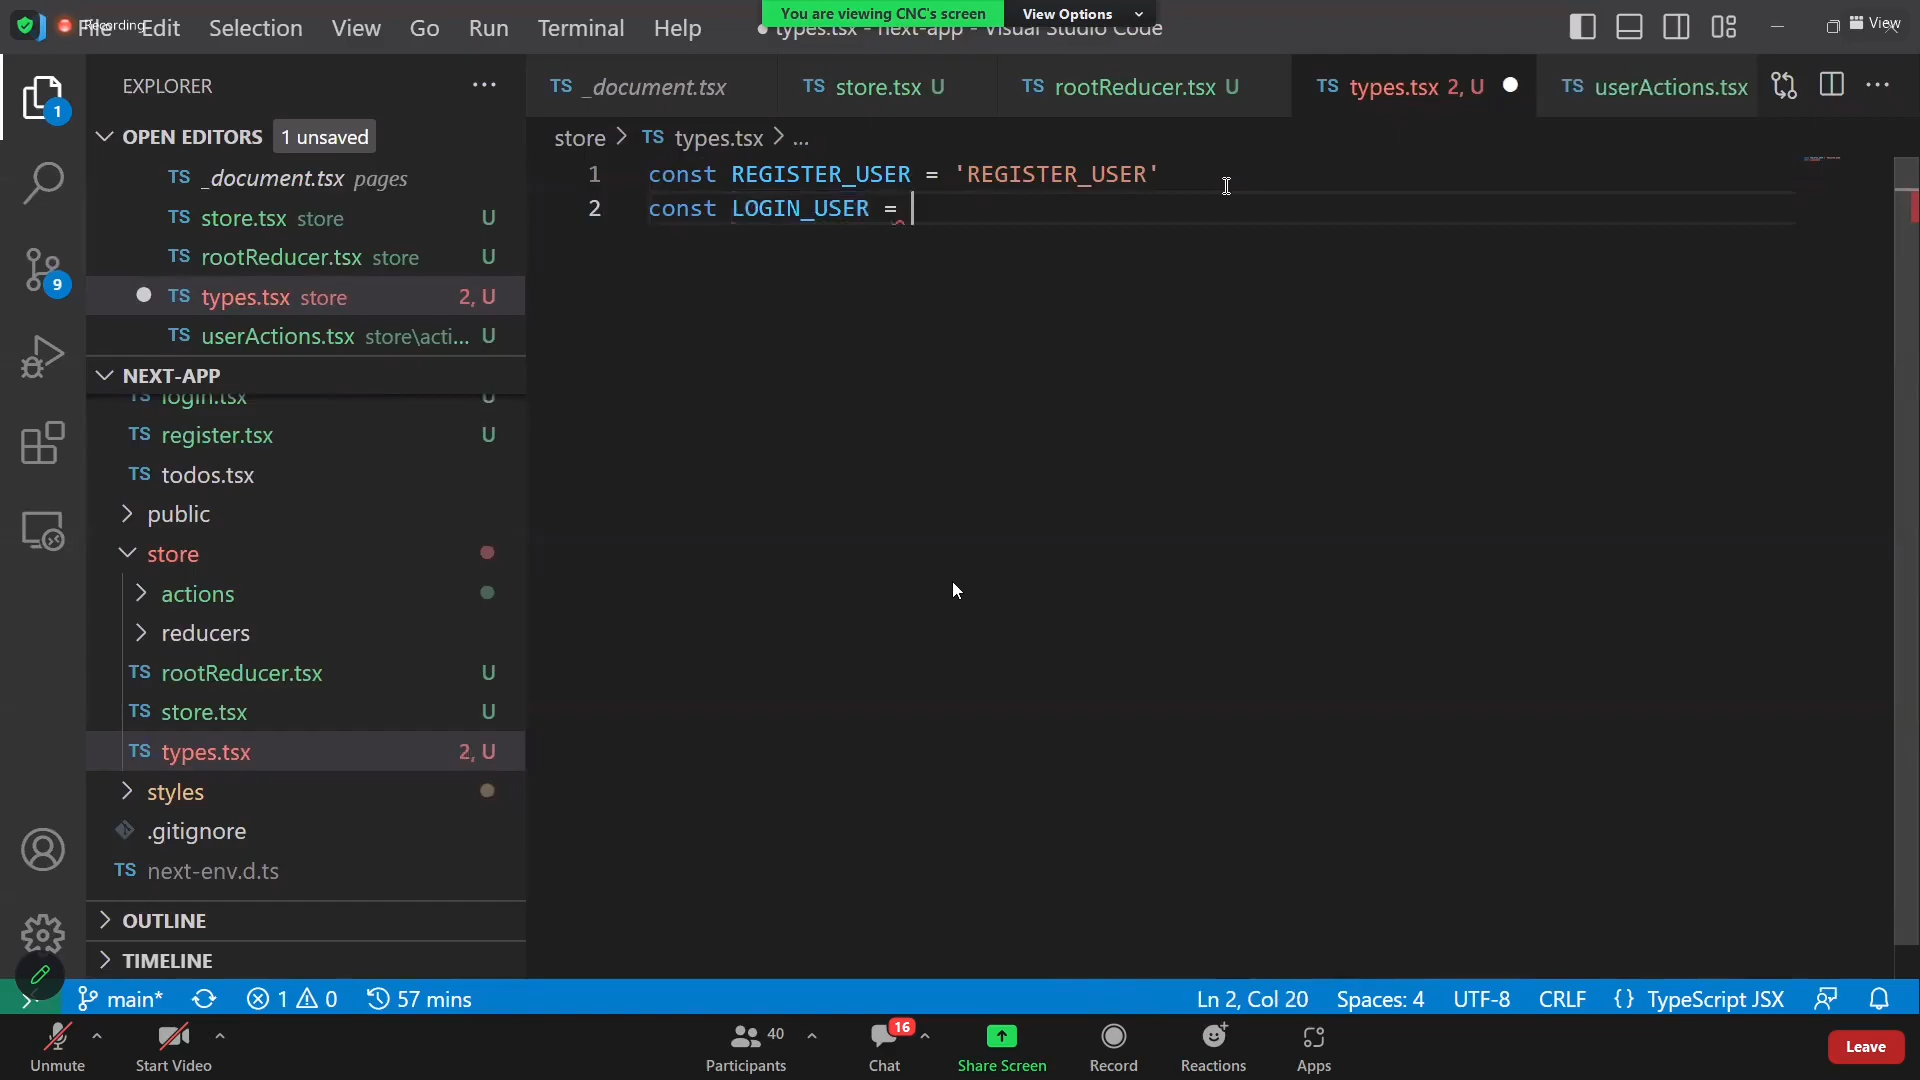 Recording
File Edit Selection View Go Run Terminal Help
You are viewing CNC's screen View Options
types.tsx - next-app - Visual Studio Code
View
EXPLORER
TS _document.tsx TS store.tsx U TS rootReducer.tsx U TS types.tsx 2, U TS userActions.tsx
1
OPEN EDITORS 1 unsaved
store > TS types.tsx > ...
TS _document.tsx pages
TS store.tsx store U
TS rootReducer.tsx store U
TS types.tsx store 2, U
TS userActions.tsx store\acti... U
1 const REGISTER_USER = 'REGISTER_USER'
2 const LOGIN_USER =
9
NEXT-APP
TS login.tsx U
TS register.tsx U
TS todos.tsx
public
store
actions
reducers
TS rootReducer.tsx U
TS store.tsx U
TS types.tsx 2, U
styles
.gitignore
TS next-env.d.ts
OUTLINE
TIMELINE
main* 1 0 57 mins Ln 2, Col 20 Spaces: 4 UTF-8 CRLF {} TypeScript JSX
Unmute Start Video Participants 40 Chat 16 Share Screen Record Reactions Apps Leave